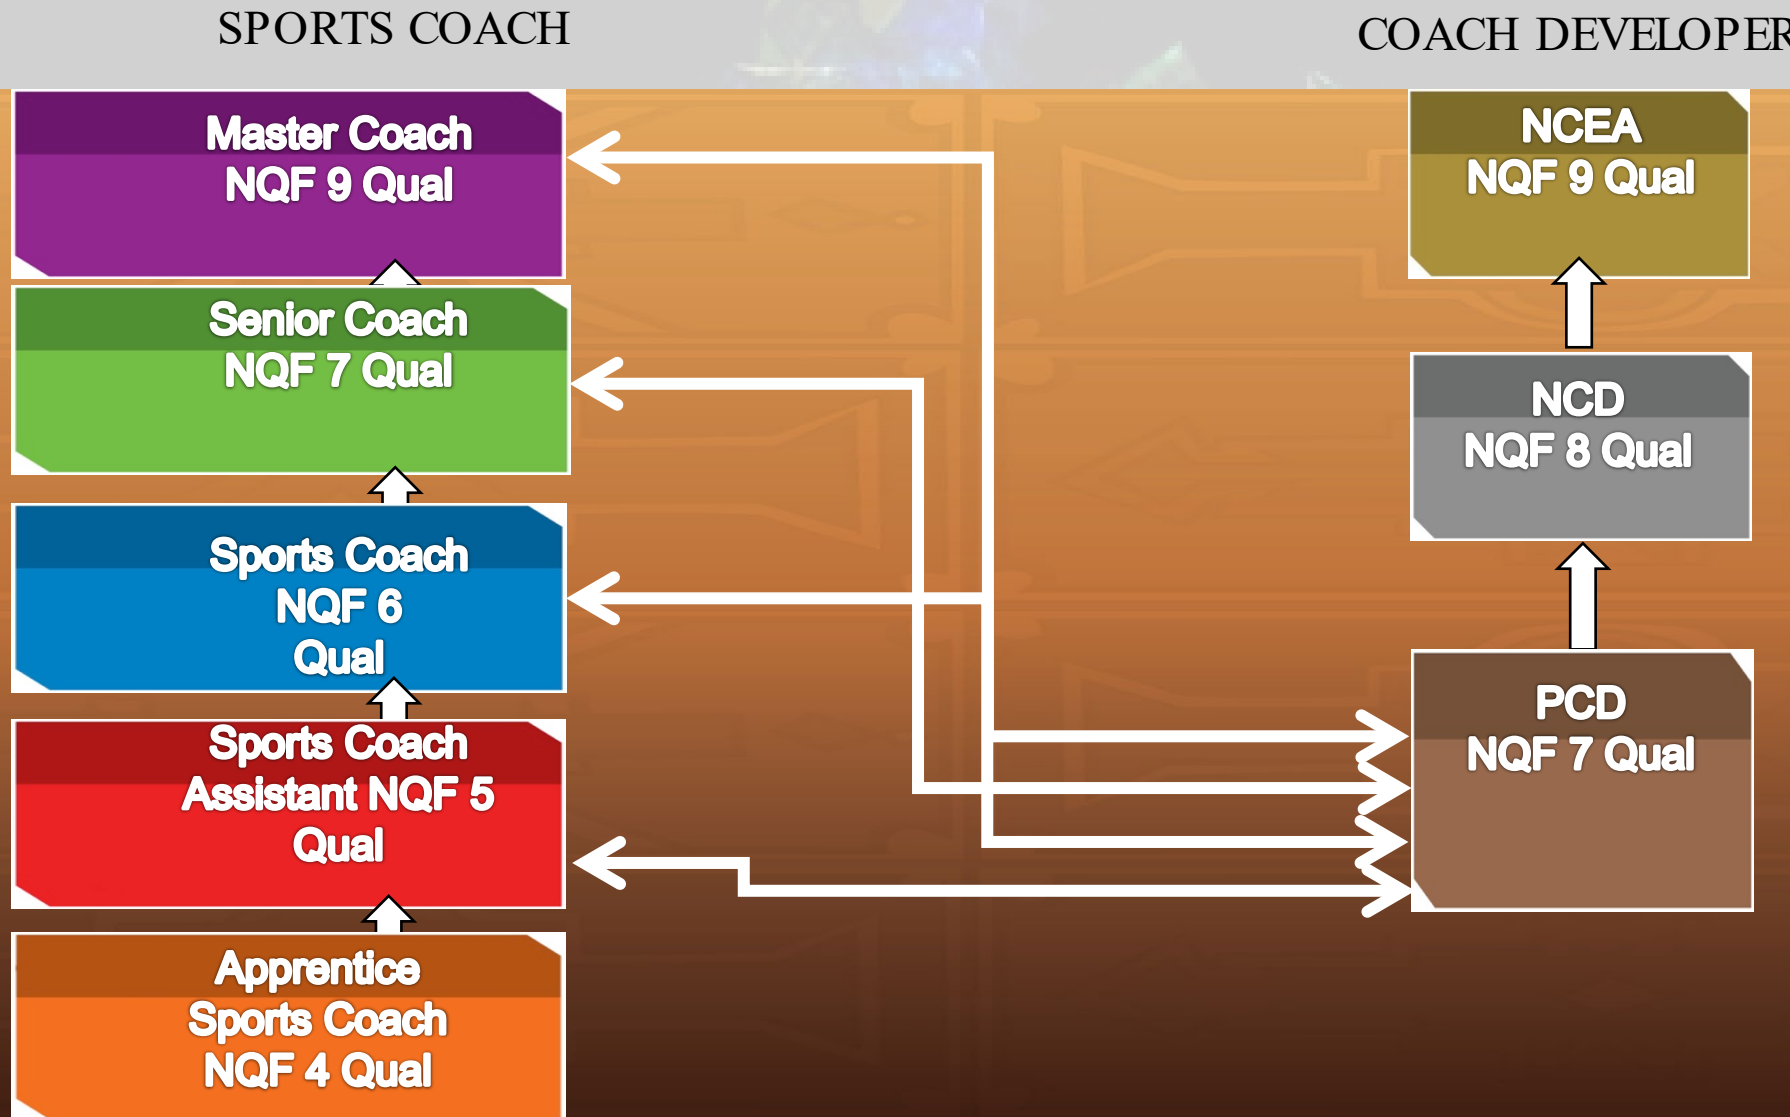 SPORTS COACH
COACH DEVELOPER
Master Coach
NQF 9 Qual
Senior Coach
NQF 7 Qual
Sports Coach
NQF 6
Qual
Sports Coach
Assistant NQF 5
Qual
Apprentice
Sports Coach
NQF 4 Qual
NCEA
NQF 9 Qual
NCD
NQF 8 Qual
PCD
NQF 7 Qual